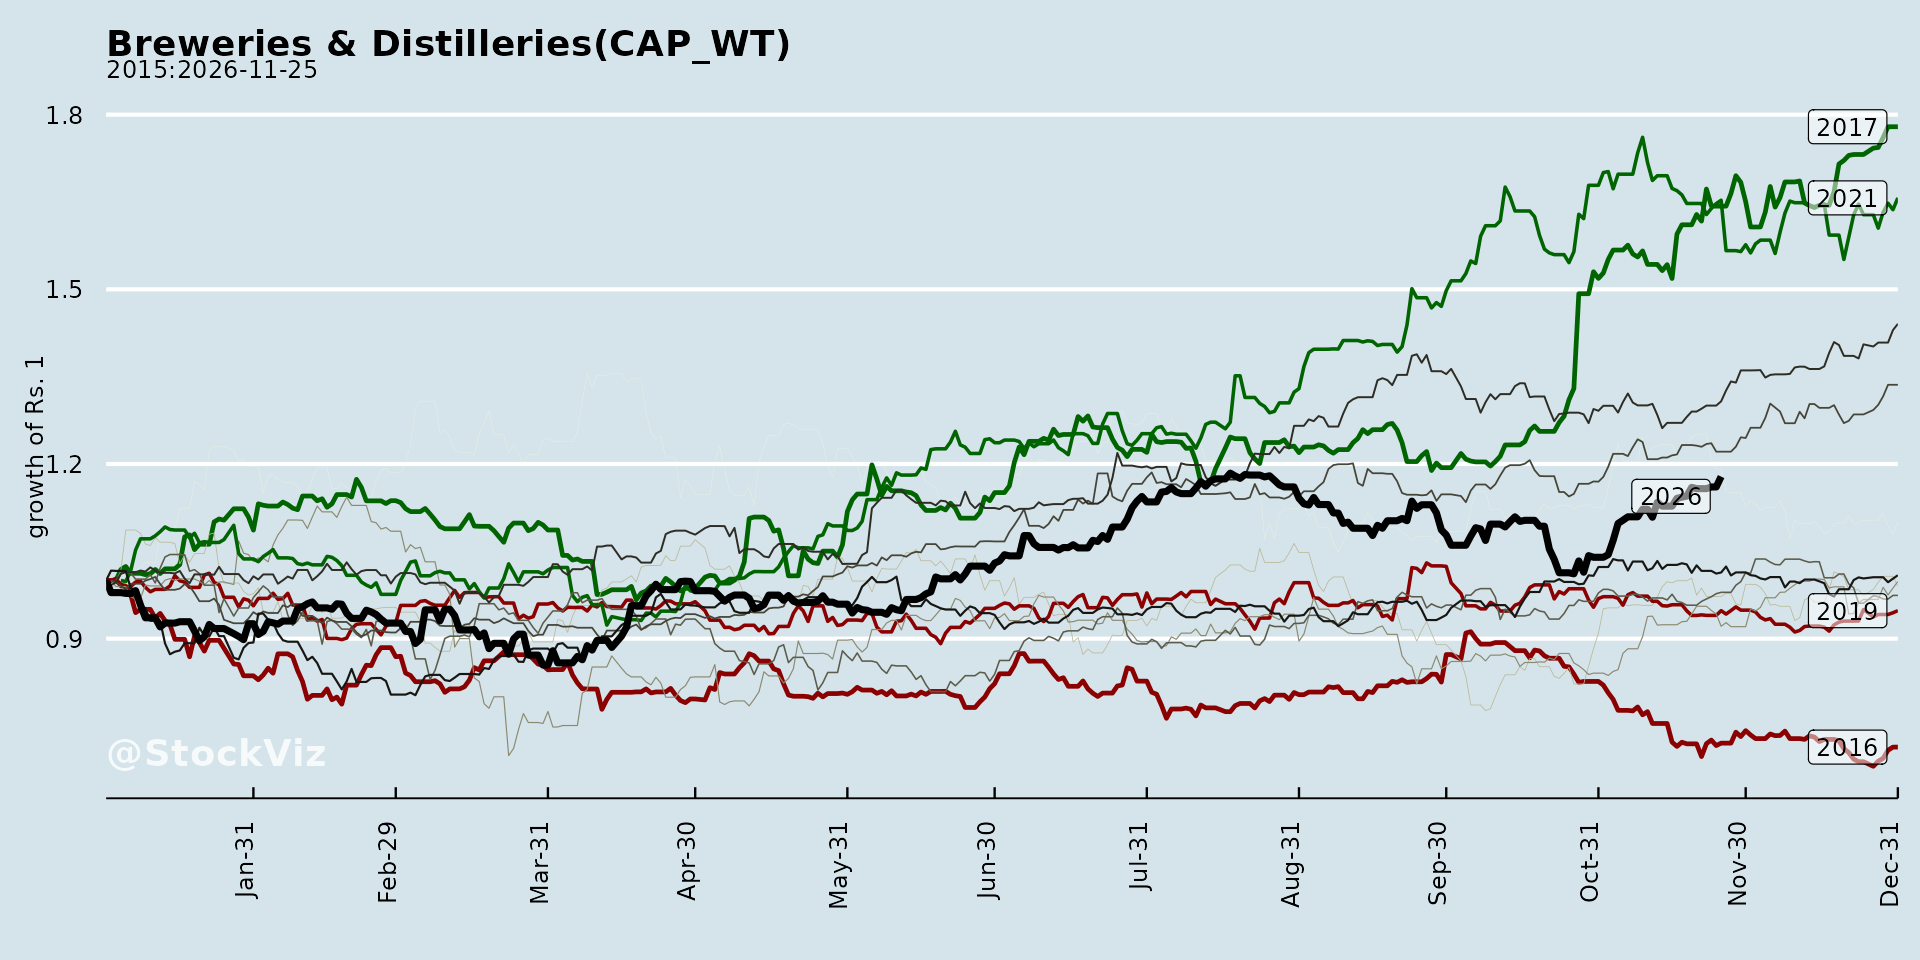 Breweries & Distilleries(CAP_WT)
2015:2026-11-25
growth of Rs. 1
1.8
1.5
1.2
0.9
2017
2021
2026
2019
2016
@StockViz
Jan-31
Feb-29
Mar-31
Apr-30
May-31
Jun-30
Jul-31
Aug-31
Sep-30
Oct-31
Nov-30
Dec-31